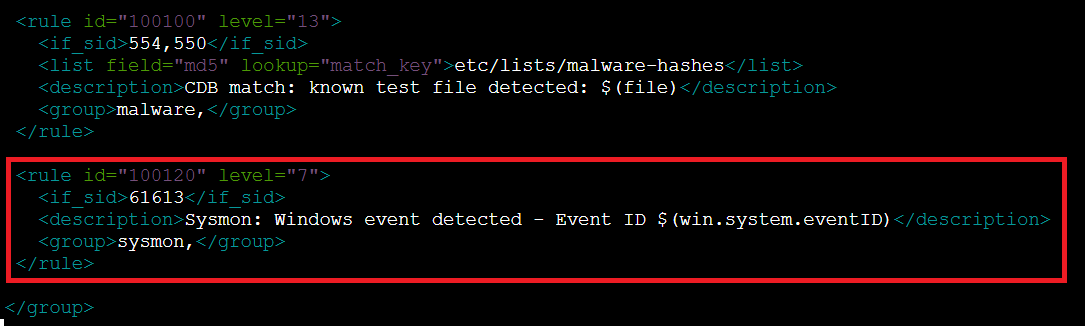 <rule id="100100" level="13">
<if_sid>554,550</if_sid>
<list field="md5" lookup="match_key">etc/lists/malware-hashes</list>
<description>CDB match: known test file detected: $(file)</description>
<group>malware,</group>
</rule>
<rule id="100120" level="7">
<if_sid>61613</if_sid>
<description>Sysmon: Windows event detected - Event ID $(win.system.eventID)</description>
<group>sysmon,</group>
</rule>
</group>